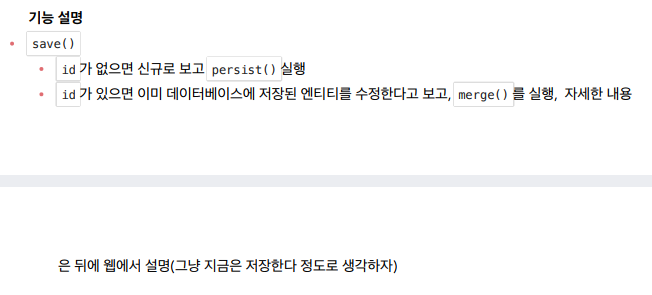 기능 설명
save()
id가 없으면 신규로 보고 persist() 실행
id가 있으면 이미 데이터베이스에 저장된 엔티티를 수정한다고 보고, merge()를 실행, 자세한 내용
은 뒤에 웹에서 설명(그냥 지금은 저장한다 정도로 생각하자)